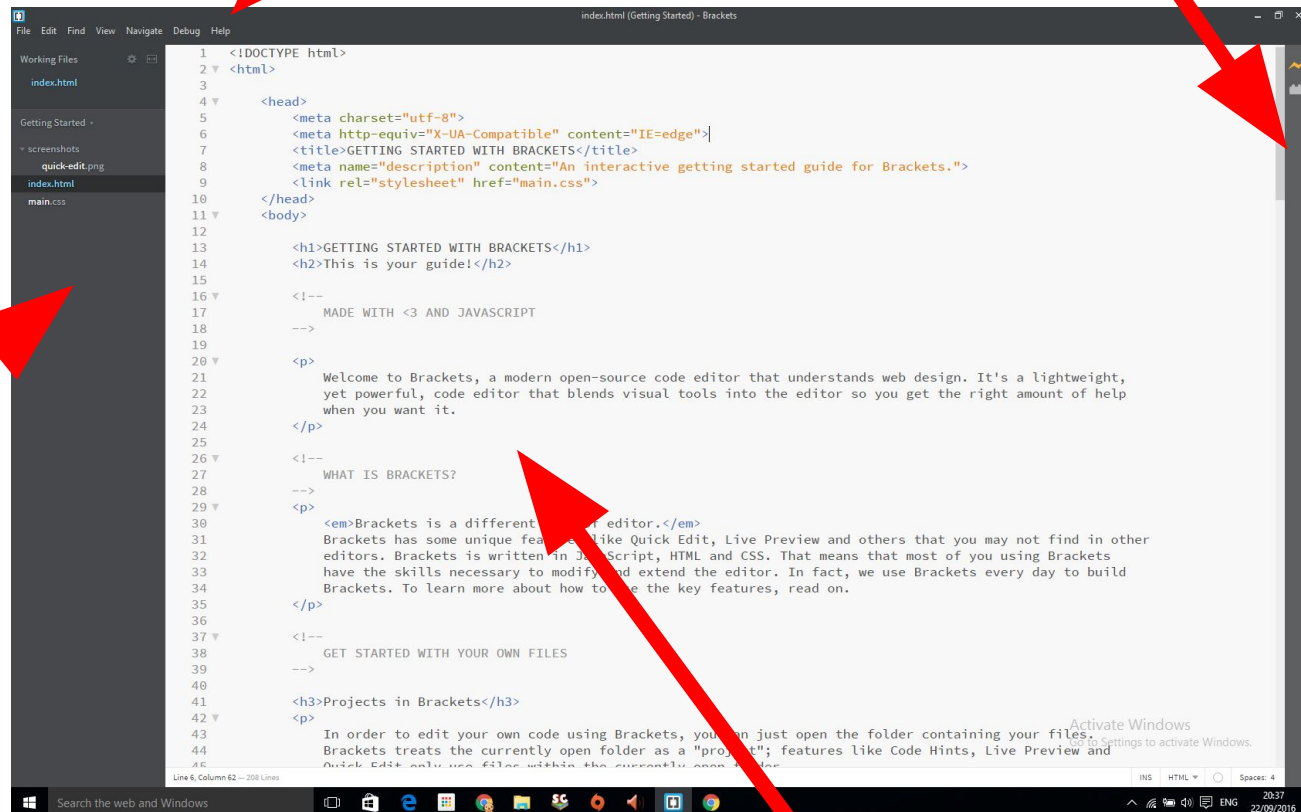 index.html (Getting Started) - Brackets
File Edit Find View Navigate Debug Help
Working Files
index.html
Getting Started
screenshots
quick-edit.png
index.html
main.css
1 <!DOCTYPE html>
2 <html>
3
4 <head>
5 <meta charset="utf-8">
6 <meta http-equiv="X-UA-Compatible" content="IE=edge">
7 <title>GETTING STARTED WITH BRACKETS</title>
8 <meta name="description" content="An interactive getting started guide for Brackets.">
9 <link rel="stylesheet" href="main.css">
10 </head>
11 <body>
12
13 <h1>GETTING STARTED WITH BRACKETS</h1>
14 <h2>This is your guide!</h2>
15
16 <!--
17 MADE WITH <3 AND JAVASCRIPT
18 -->
19
20 <p>
21 Welcome to Brackets, a modern open-source code editor that understands web design. It's a lightweight,
22 yet powerful, code editor that blends visual tools into the editor so you get the right amount of help
23 when you want it.
24 </p>
25
26 <!--
27 WHAT IS BRACKETS?
28 -->
29 <p>
30 <em>Brackets is a different editor.</em>
31 Brackets has some unique like Quick Edit, Live Preview and others that you may not find in other
32 editors. Brackets is written in JavaScript, HTML and CSS. That means that most of you using Brackets
33 have the skills necessary to modify and extend the editor. In fact, we use Brackets every day to build
34 Brackets. To learn more about how to the key features, read on.
35 </p>
36
37 <!--
38 GET STARTED WITH YOUR OWN FILES
39 -->
40
41 <h3>Projects in Brackets</h3>
42 <p>
43 In order to edit your own code using Brackets, you can just open the folder containing your files.
44 Brackets treats the currently open folder as a "project"; features like Code Hints, Live Preview and
45 Quick Edit only use files within the currently open folder
Activate Windows
Go to Settings to activate Windows.
Line 6, Column 62 — 208 Lines
INS HTML Spaces: 4
Search the web and Windows
SG
ENG
20:37
22/09/2016